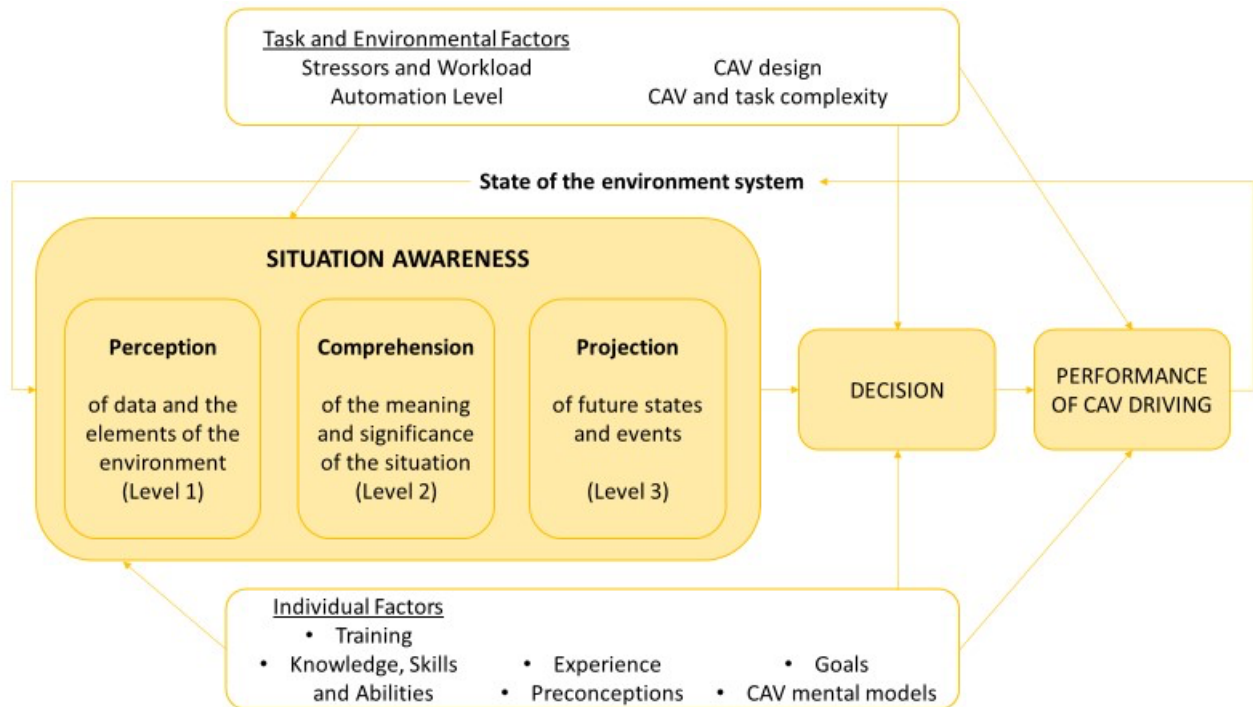 Task and Environmental Factors
Stressors and Workload
Automation Level
CAV design
CAV and task complexity
State of the environment system
SITUATION AWARENESS
Perception
of data and the
elements of the
environment
(Level 1)
Comprehension
of the meaning
and significance
of the situation
(Level 2)
Projection
of future states
and events
(Level 3)
DECISION
PERFORMANCE
OF CAV DRIVING
Individual Factors
• Training
• Knowledge, Skills
and Abilities
• Experience
• Preconceptions
• Goals
• CAV mental models